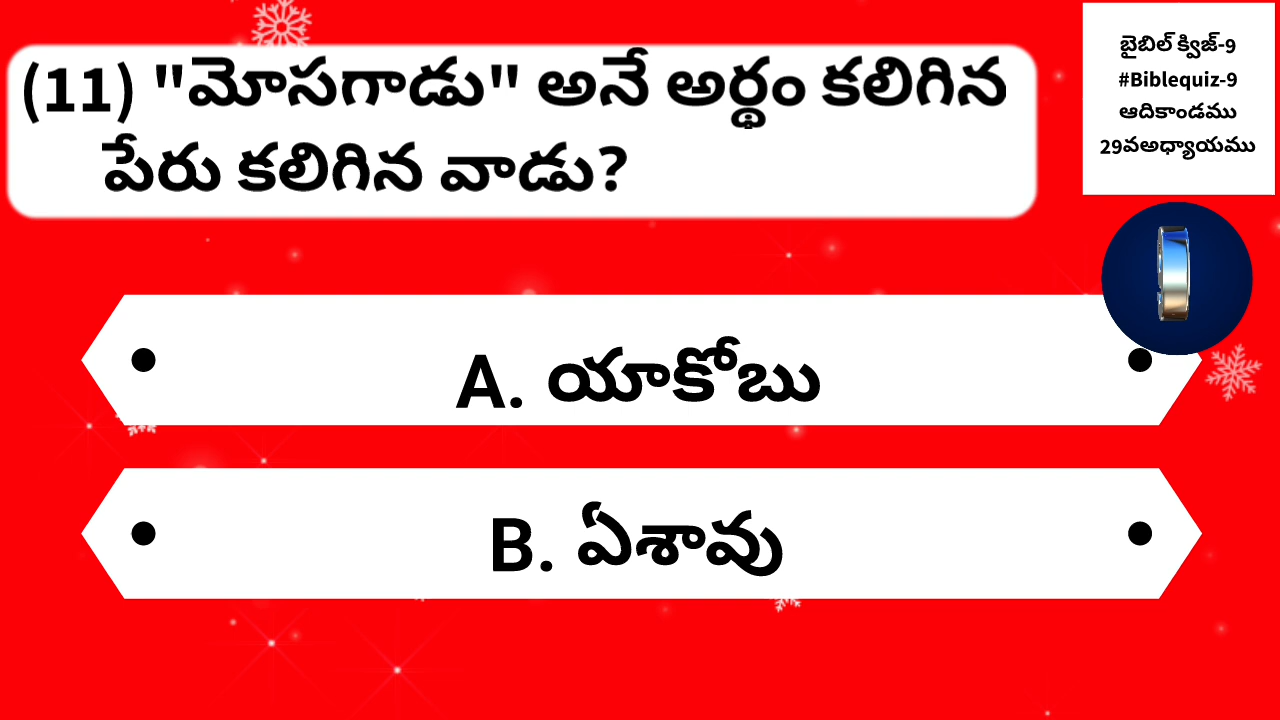 (11) "మోసగాడు" అనే అర్థం కలిగిన
పేరు కలిగిన వాడు?
బైబిల్ క్విజ్-9
#Biblequiz-9
ఆదికాండము
29వఅధ్యాయము
A. యాకోబు
B. ఏశావు